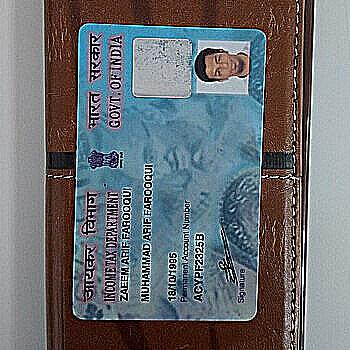 आयकर विभाग भारत सरकार
INCOME TAX DEPARTMENT GOVT. OF INDIA
ZAEEM ARIF FAROOQUI
MUHAMMAD ARIF FAROOQUI
18/10/1995
Permanent Account Number
ACYPF2325B
Signature